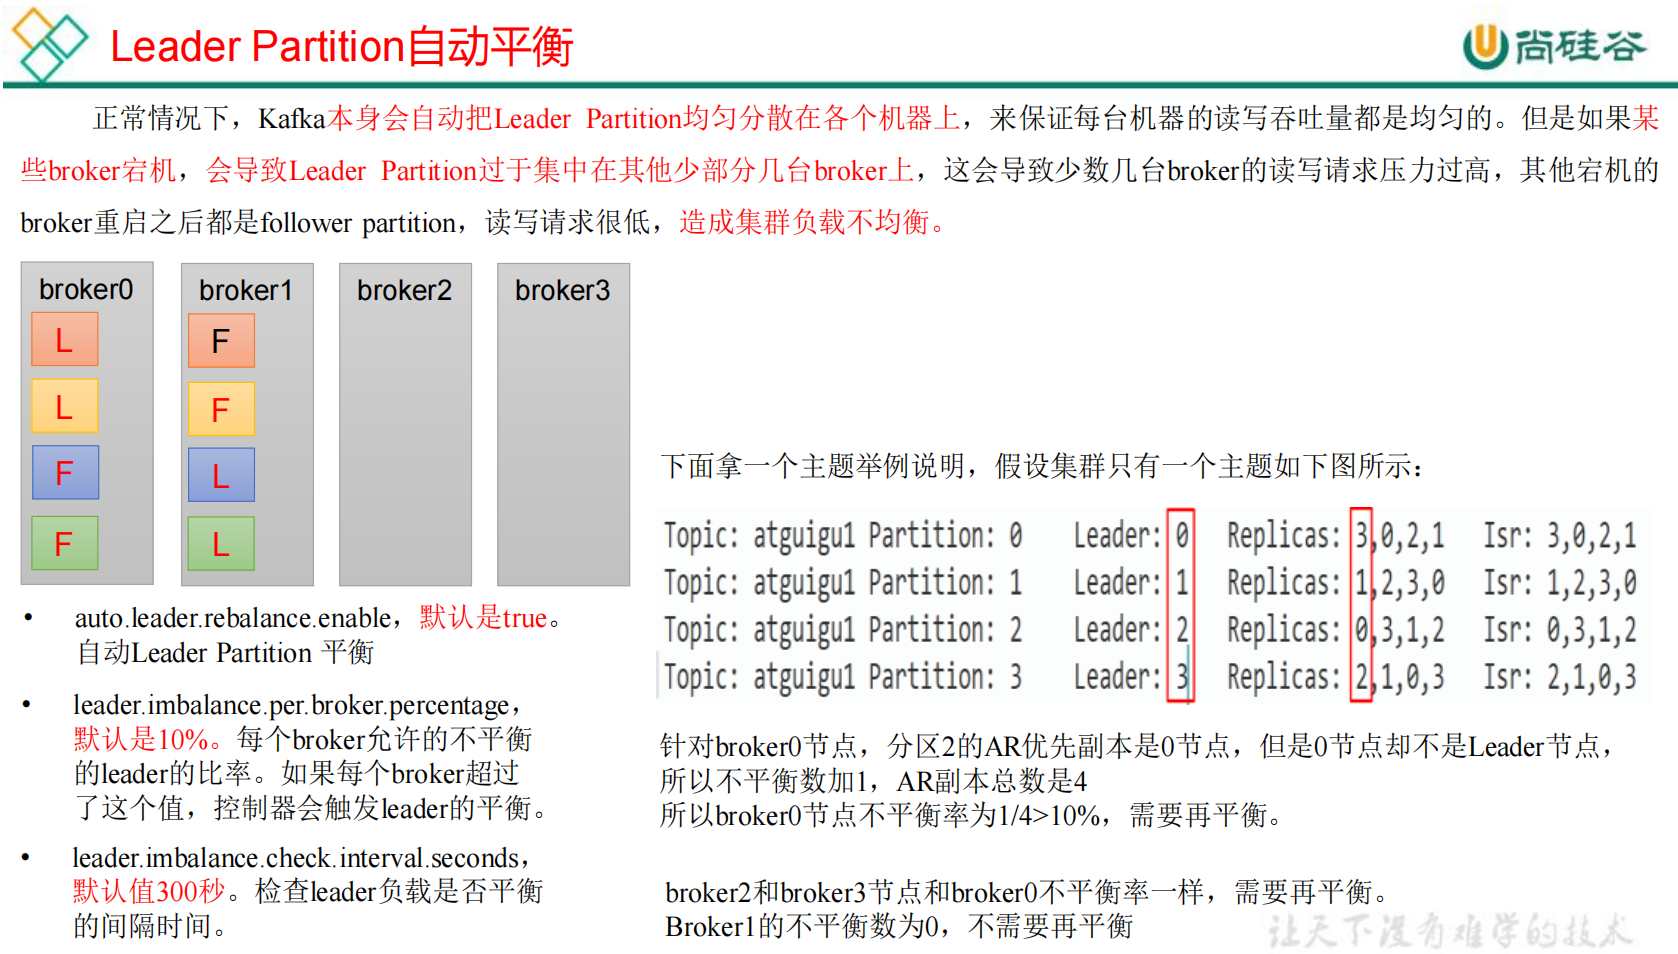 Leader Partition自动平衡
尚硅谷
正常情况下，Kafka本身会自动把Leader Partition均匀分散在各个机器上，来保证每台机器的读写吞吐量都是均匀的。但是如果某
些broker宕机，会导致Leader Partition过于集中在其他少部分几台broker上，这会导致少数几台broker的读写请求压力过高，其他宕机的
broker重启之后都是follower partition，读写请求很低，造成集群负载不均衡。
broker0
L
L
F
F
broker1
F
F
L
L
broker2
broker3
• auto.leader.rebalance.enable，默认是true。
自动Leader Partition 平衡
• leader.imbalance.per.broker.percentage，
默认是10%。每个broker允许的不平衡
的leader的比率。如果每个broker超过
了这个值，控制器会触发leader的平衡。
• leader.imbalance.check.interval.seconds，
默认值300秒。检查leader负载是否平衡
的间隔时间。
下面拿一个主题举例说明，假设集群只有一个主题如下图所示：
Topic: atguigu1 Partition: 0 Leader: 0 Replicas: 3,0,2,1 Isr: 3,0,2,1
Topic: atguigu1 Partition: 1 Leader: 1 Replicas: 1,2,3,0 Isr: 1,2,3,0
Topic: atguigu1 Partition: 2 Leader: 2 Replicas: 0,3,1,2 Isr: 0,3,1,2
Topic: atguigu1 Partition: 3 Leader: 3 Replicas: 2,1,0,3 Isr: 2,1,0,3
针对broker0节点，分区2的AR优先副本是0节点，但是0节点却不是Leader节点，
所以不平衡数加1，AR副本总数是4
所以broker0节点不平衡率为1/4>10%，需要再平衡。
broker2和broker3节点和broker0不平衡率一样，需要再平衡。
Broker1的不平衡数为0，不需要再平衡
让天下没有难学的技术